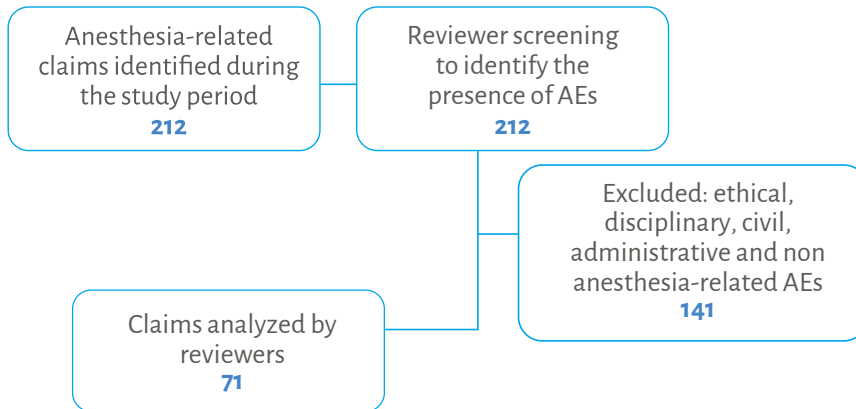 Anesthesia-related
claims identified during
the study period
212
Reviewer screening
to identify the
presence of AEs
212
Excluded: ethical,
disciplinary, civil,
administrative and non
anesthesia-related AEs
141
Claims analyzed by
reviewers
71